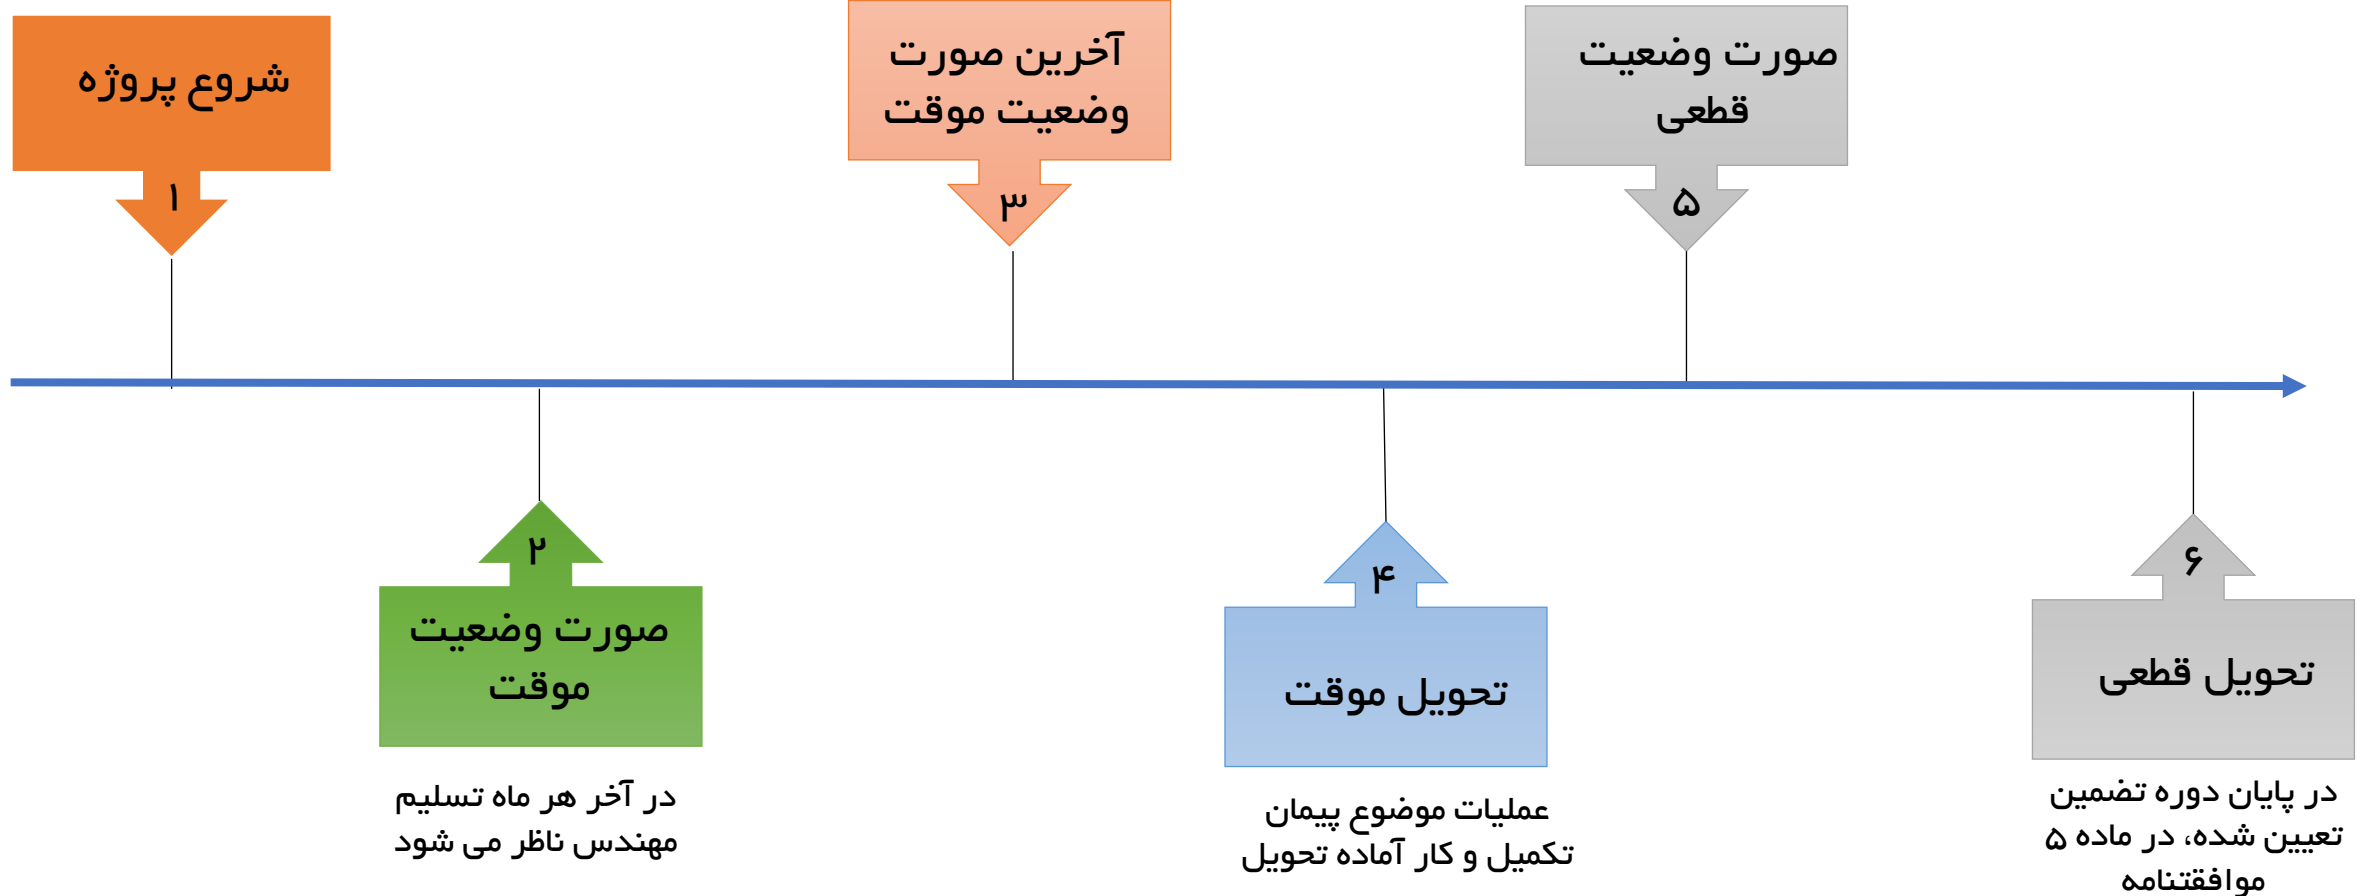 شروع پروژه
۱
صورت وضعیت
موقت
۲
در آخر هر ماه تسلیم
مهندس ناظر می شود
آخرین صورت
وضعیت موقت
۳
تحویل موقت
۴
عملیات موضوع پیمان
تکمیل و کار آماده تحویل
صورت وضعیت
قطعی
۵
تحویل قطعی
۶
در پایان دوره تضمین
تعیین شده، در ماده ۵
موافقتنامه